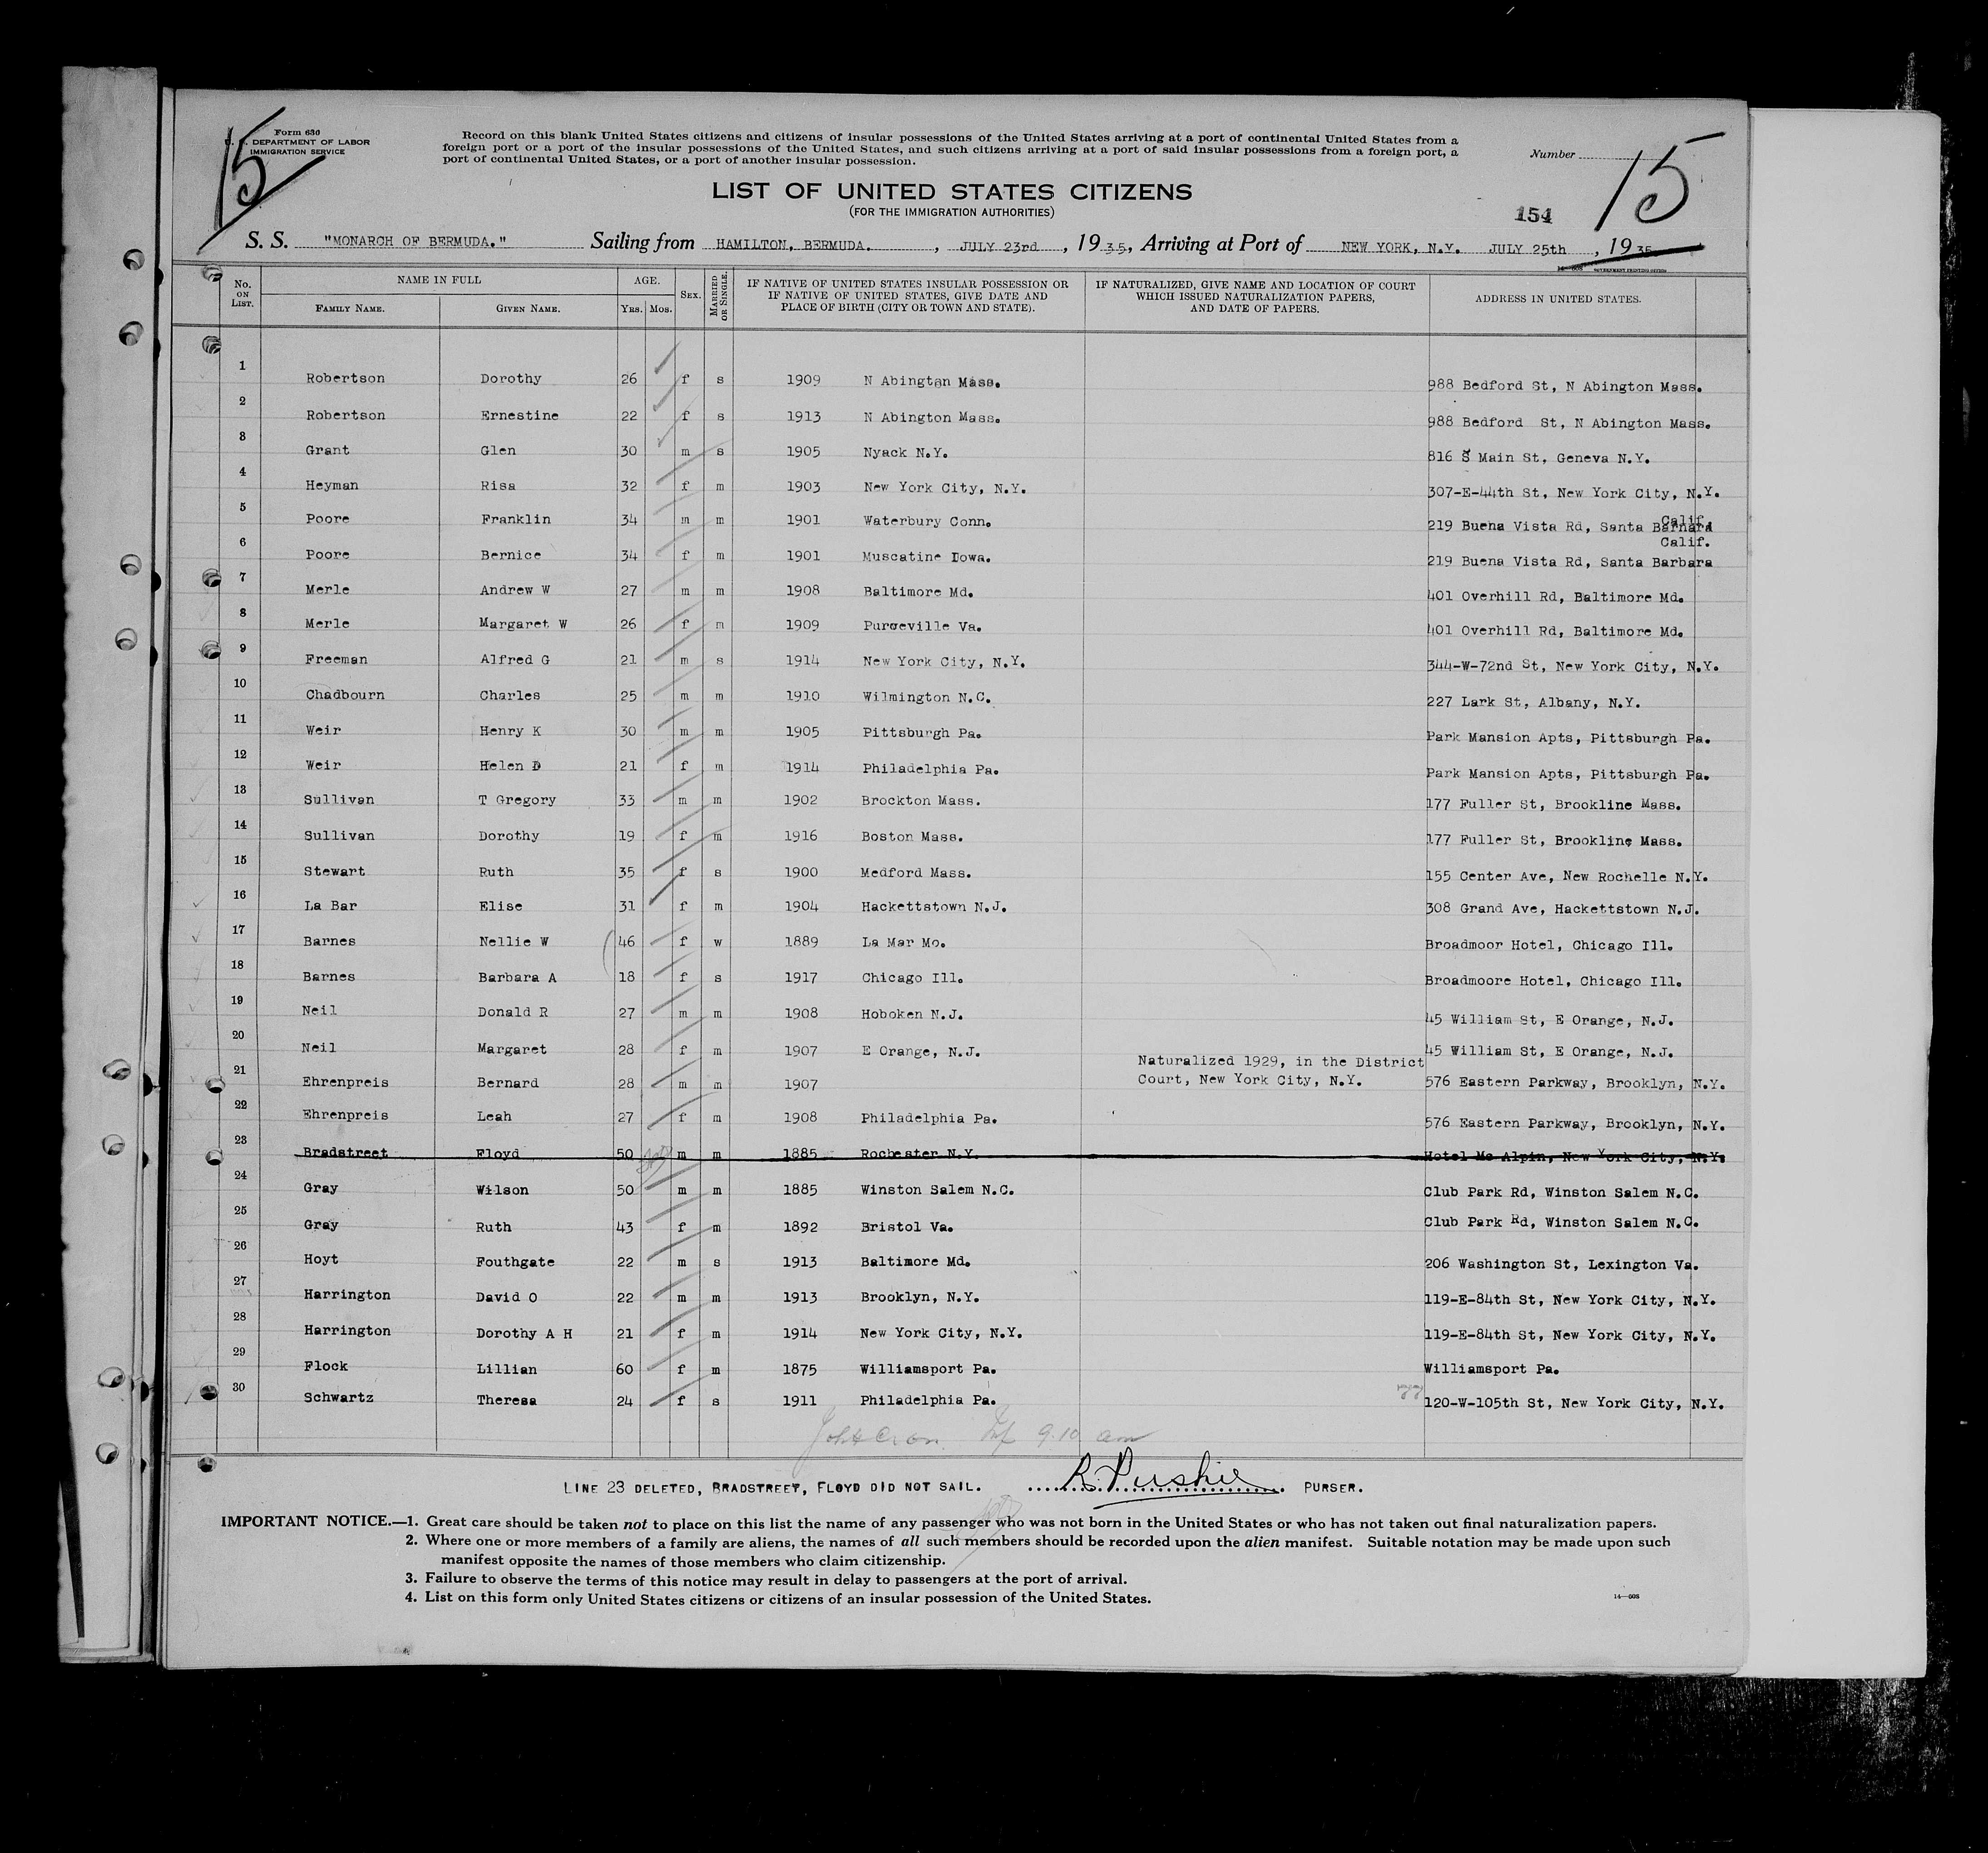 15
Form 630
U. S. DEPARTMENT OF LABOR
IMMIGRATION SERVICE
Record on this blank United States citizens and citizens of insular possessions of the United States arriving at a port of continental United States from a
foreign port or a port of the insular possessions of the United States, and such citizens arriving at a port of said insular possessions from a foreign port, a
port of continental United States, or a port of another insular possession.
Number
15
LIST OF UNITED STATES CITIZENS
(FOR THE IMMIGRATION AUTHORITIES)
154
S. S. "MONARCH OF BERMUDA." Sailing from HAMILTON, BERMUDA. , JULY 23rd , 1935, Arriving at Port of NEW YORK, N.Y. JULY 25th , 1935
No. ON LIST. NAME IN FULL FAMILY NAME. GIVEN NAME. AGE. YRS. MOS. SEX. MARRIED OR SINGLE. IF NATIVE OF UNITED STATES INSULAR POSSESSION OR IF NATIVE OF UNITED STATES, GIVE DATE AND PLACE OF BIRTH (CITY OR TOWN AND STATE). IF NATURALIZED, GIVE NAME AND LOCATION OF COURT WHICH ISSUED NATURALIZATION PAPERS, AND DATE OF PAPERS. ADDRESS IN UNITED STATES.
1 Robertson Dorothy 26 f s 1909 N Abingtan Mass. 988 Bedford St, N Abington Mass.
2 Robertson Ernestine 22 f s 1913 N Abington Mass. 988 Bedford St, N Abington Mass.
3 Grant Glen 30 m s 1905 Nyack N.Y. 816 S Main St, Geneva N.Y.
4 Heyman Risa 32 f m 1903 New York City, N.Y. 307-E-44th St, New York City, N.Y.
5 Poore Franklin 34 m m 1901 Waterbury Conn. 219 Buena Vista Rd, Santa Barbara Calif.
6 Poore Bernice 34 f m 1901 Muscatine Iowa. 219 Buena Vista Rd, Santa Barbara Calif.
7 Merle Andrew W 27 m m 1908 Baltimore Md. 401 Overhill Rd, Baltimore Md.
8 Merle Margaret W 26 f m 1909 Purceville Va. 401 Overhill Rd, Baltimore Md.
9 Freeman Alfred G 21 m s 1914 New York City, N.Y. 344-W-72nd St, New York City, N.Y.
10 Chadbourn Charles 25 m m 1910 Wilmington N.C. 227 Lark St, Albany, N.Y.
11 Weir Henry K 30 m m 1905 Pittsburgh Pa. Park Mansion Apts, Pittsburgh Pa.
12 Weir Helen D 21 f m 1914 Philadelphia Pa. Park Mansion Apts, Pittsburgh Pa.
13 Sullivan T Gregory 33 m m 1902 Brockton Mass. 177 Fuller St, Brookline Mass.
14 Sullivan Dorothy 19 f m 1916 Boston Mass. 177 Fuller St, Brookline Mass.
15 Stewart Ruth 35 f s 1900 Medford Mass. 155 Center Ave, New Rochelle N.Y.
16 La Bar Elise 31 f m 1904 Hackettstown N.J. 308 Grand Ave, Hackettstown N.J.
17 Barnes Nellie W 46 f w 1889 La Mar Mo. Broadmoor Hotel, Chicago Ill.
18 Barnes Barbara A 18 f s 1917 Chicago Ill. Broadmoore Hotel, Chicago Ill.
19 Neil Donald R 27 m m 1908 Hoboken N.J. 45 William St, E Orange, N.J.
20 Neil Margaret 28 f m 1907 E Orange, N.J. 45 William St, E Orange, N.J.
21 Ehrenpreis Bernard 28 m m 1907 Naturalized 1929, in the District Court, New York City, N.Y. 576 Eastern Parkway, Brooklyn, N.Y.
22 Ehrenpreis Leah 27 f m 1908 Philadelphia Pa. 576 Eastern Parkway, Brooklyn, N.Y.
23 Bradstreet Floyd 50 m m 1885 Rochester N.Y. Hotel Mc Alpin, New York City, N.Y.
24 Gray Wilson 50 m m 1885 Winston Salem N.C. Club Park Rd, Winston Salem N.C.
25 Gray Ruth 43 f m 1892 Bristol Va. Club Park Rd, Winston Salem N.C.
26 Hoyt Fouthgate 22 m s 1913 Baltimore Md. 206 Washington St, Lexington Va.
27 Harrington David O 22 m m 1913 Brooklyn, N.Y. 119-E-84th St, New York City, N.Y.
28 Harrington Dorothy A H 21 f m 1914 New York City, N.Y. 119-E-84th St, New York City, N.Y.
29 Flock Lillian 60 f m 1875 Williamsport Pa. Williamsport Pa.
30 Schwartz Theresa 24 f s 1911 Philadelphia Pa. 120-W-105th St, New York City, N.Y.
9.10 am
LINE 23 DELETED, BRADSTREET, FLOYD DID NOT SAIL. R. Pushie PURSER.
IMPORTANT NOTICE.—1. Great care should be taken not to place on this list the name of any passenger who was not born in the United States or who has not taken out final naturalization papers.
2. Where one or more members of a family are aliens, the names of all such members should be recorded upon the alien manifest. Suitable notation may be made upon such
manifest opposite the names of those members who claim citizenship.
3. Failure to observe the terms of this notice may result in delay to passengers at the port of arrival.
4. List on this form only United States citizens or citizens of an insular possession of the United States.